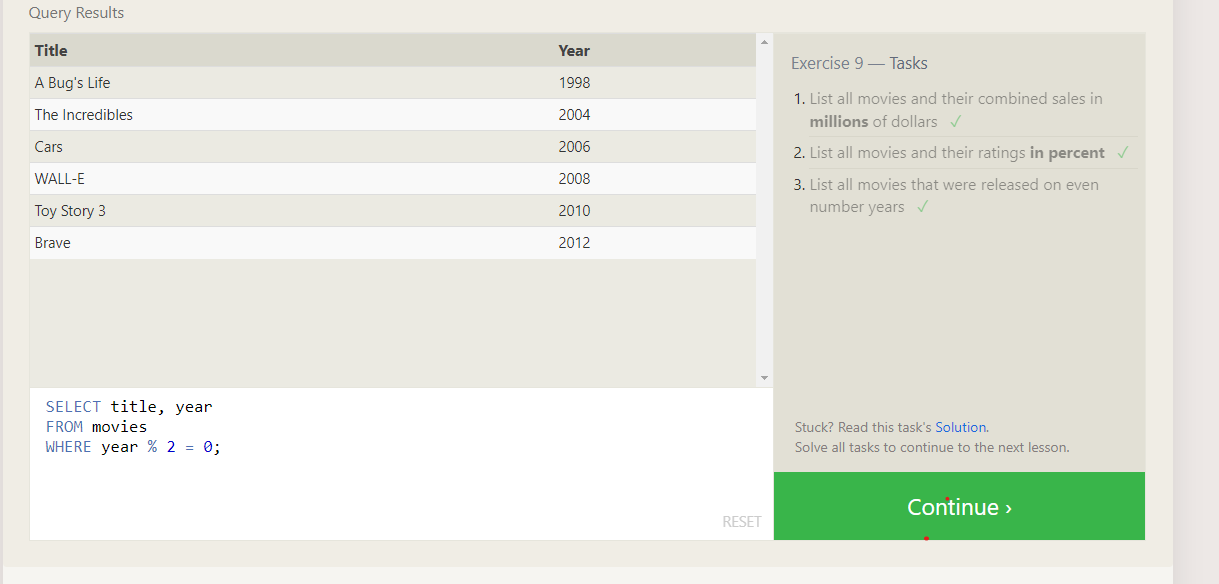 Query Results
Title Year
A Bug's Life 1998
The Incredibles 2004
Cars 2006
WALL-E 2008
Toy Story 3 2010
Brave 2012
SELECT title, year
FROM movies
WHERE year % 2 = 0;
RESET
Exercise 9 — Tasks
1. List all movies and their combined sales in
millions of dollars ✓
2. List all movies and their ratings in percent ✓
3. List all movies that were released on even
number years ✓
Stuck? Read this task's Solution.
Solve all tasks to continue to the next lesson.
Continue ›